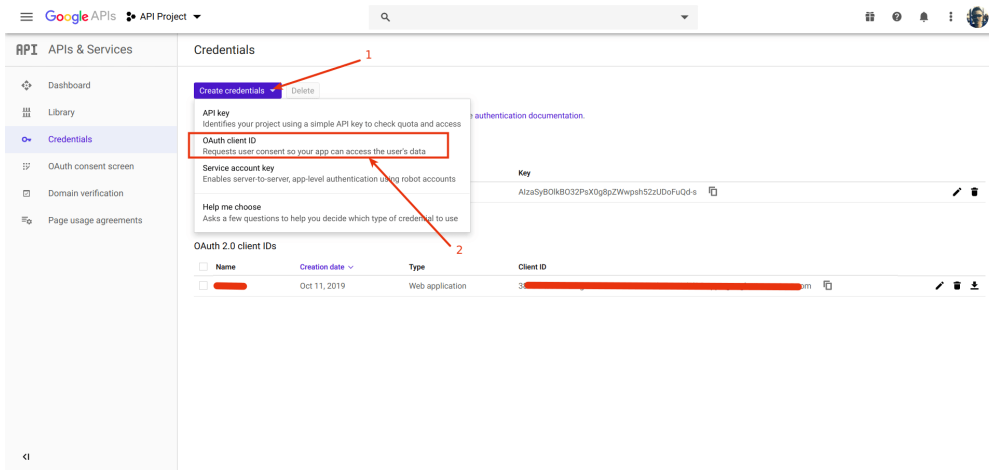 Google APIs API Project
API APIs & Services Credentials
1
Dashboard
Library
Credentials
OAuth consent screen
Domain verification
Page usage agreements
Create credentials Delete
API key
Identifies your project using a simple API key to check quota and access
authentication documentation.
OAuth client ID
Requests user consent so your app can access the user's data
Service account key
Enables server-to-server, app-level authentication using robot accounts
Help me choose
Asks a few questions to help you decide which type of credential to use
Key
2
OAuth 2.0 client IDs
Name Creation date Type Client ID
Oct 11, 2019 Web application